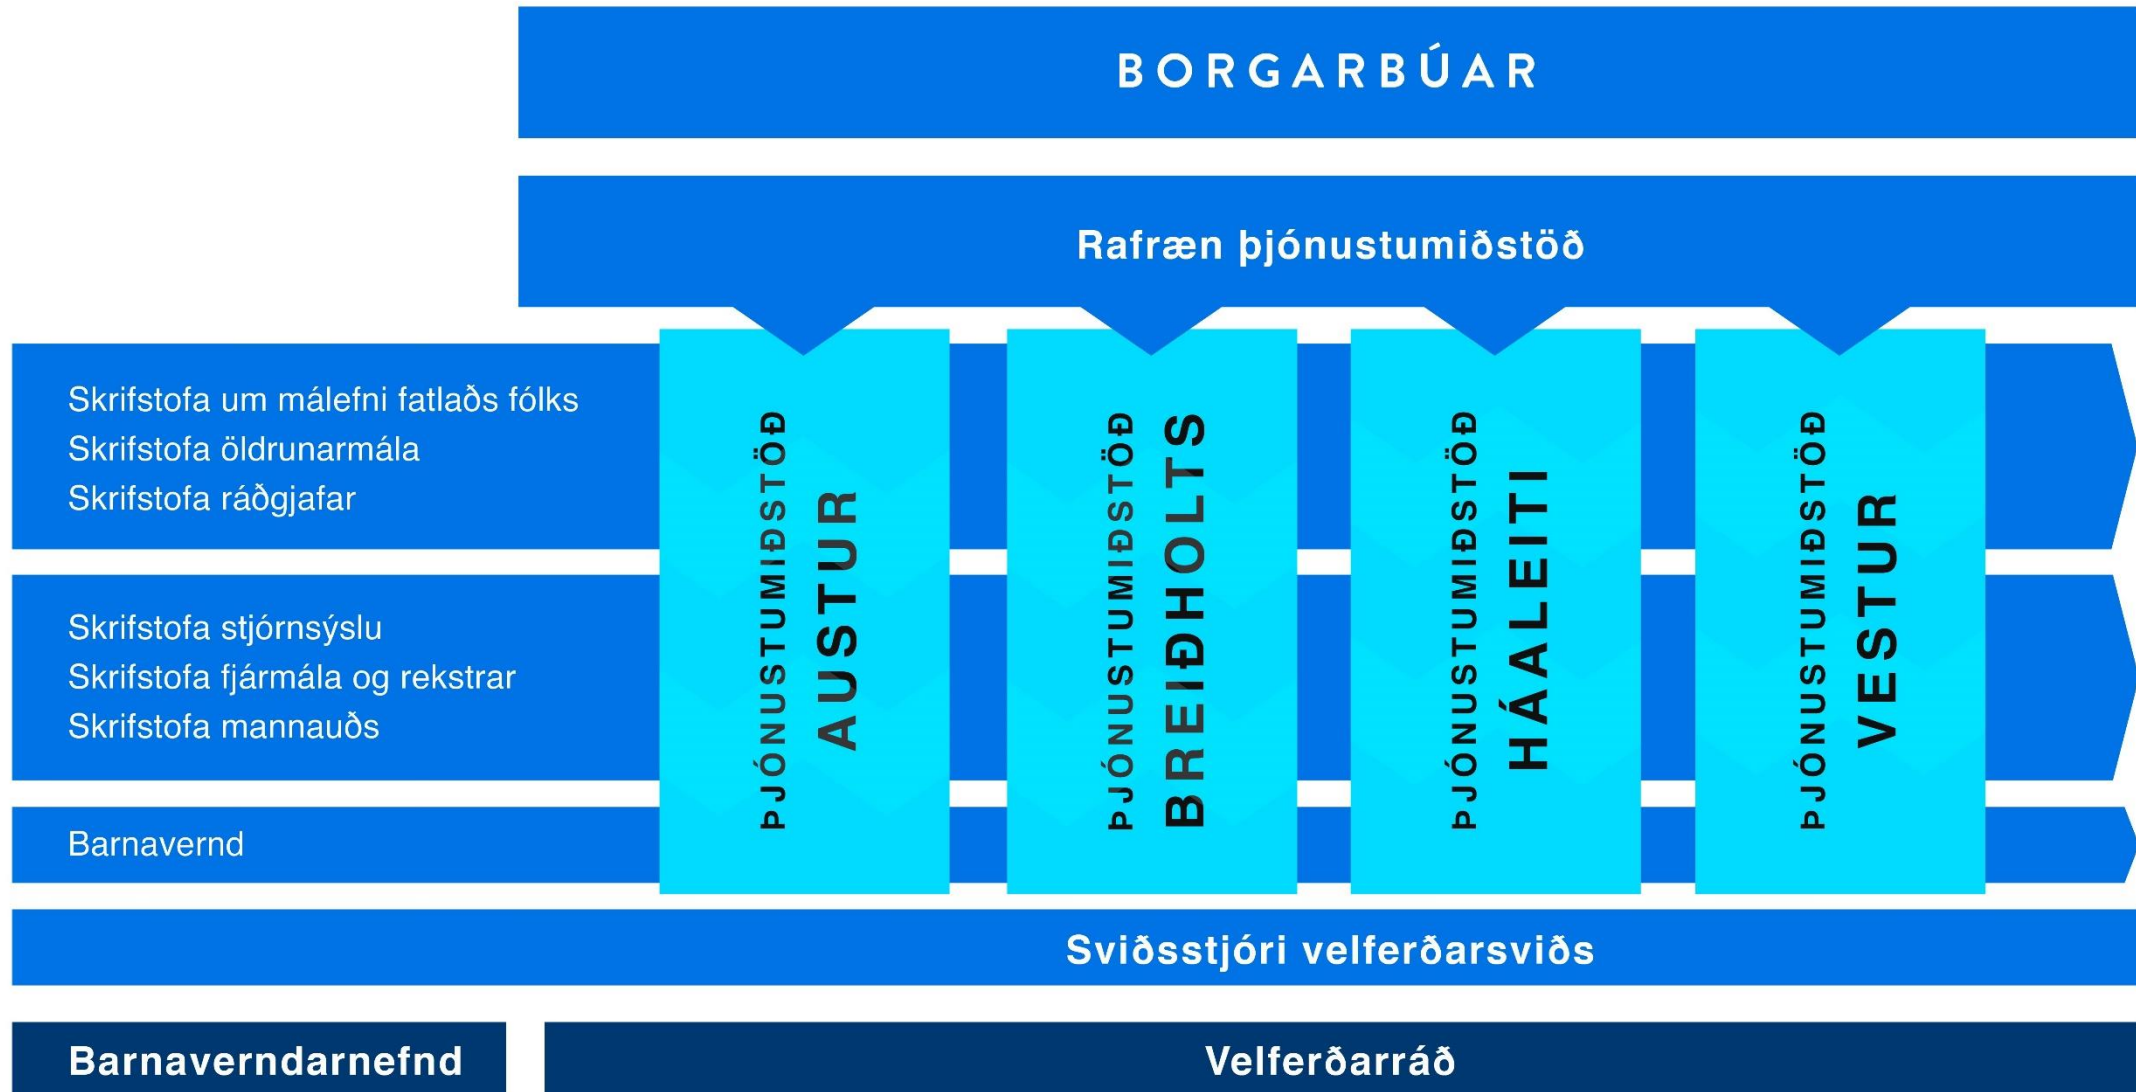 BORGARBÚAR
Rafræn þjónustumiðstöð
Skrifstofa um málefni fatlaðs fólks
Skrifstofa öldrunarmála
Skrifstofa ráðgjafar
Skrifstofa stjórnsýslu
Skrifstofa fjármála og rekstrar
Skrifstofa mannauðs
Barnavernd
ÞJÓNUSTUMIÐSTÖÐ
AUSTUR
ÞJÓNUSTUMIÐSTÖÐ
BREIÐHOLTS
ÞJÓNUSTUMIÐSTÖÐ
HÁALEITI
ÞJÓNUSTUMIÐSTÖÐ
VESTUR
Sviðsstjóri velferðarsviðs
Barnaverndarnefnd
Velferðarráð